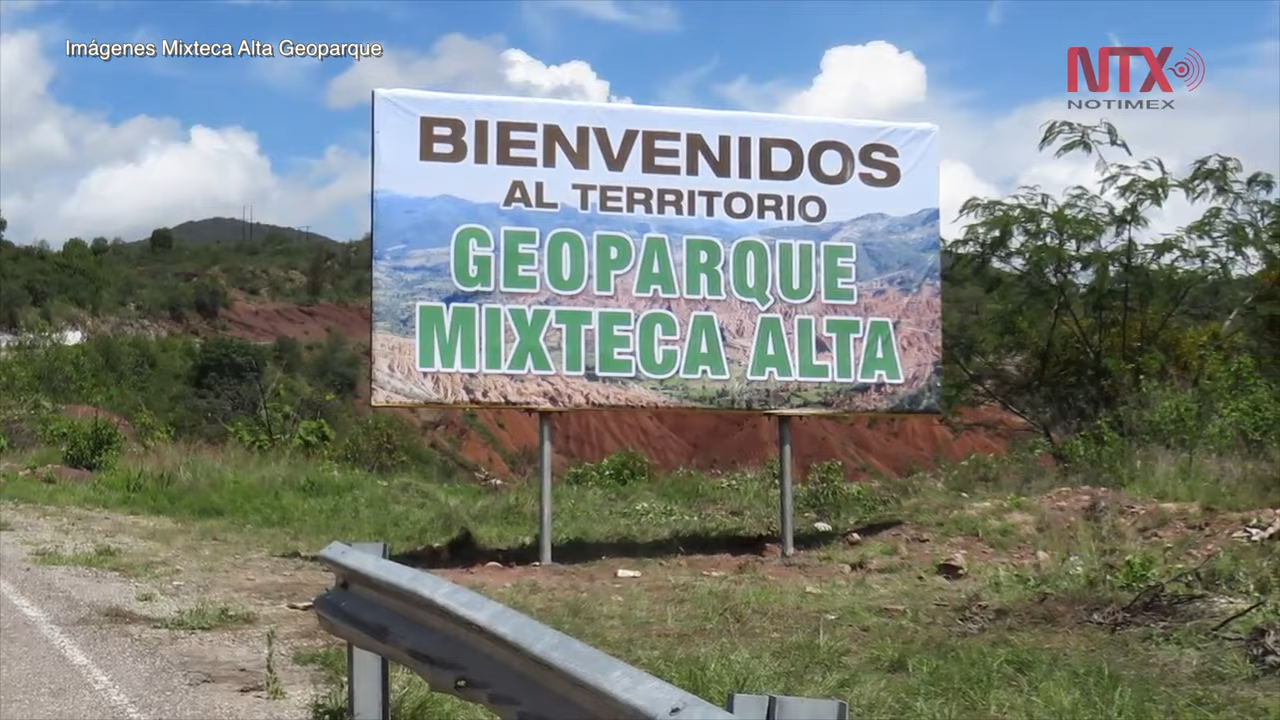 Imágenes Mixteca Alta Geoparque
NTX
NOTIMEX
BIENVENIDOS
AL TERRITORIO
GEOPARQUE
MIXTECA ALTA